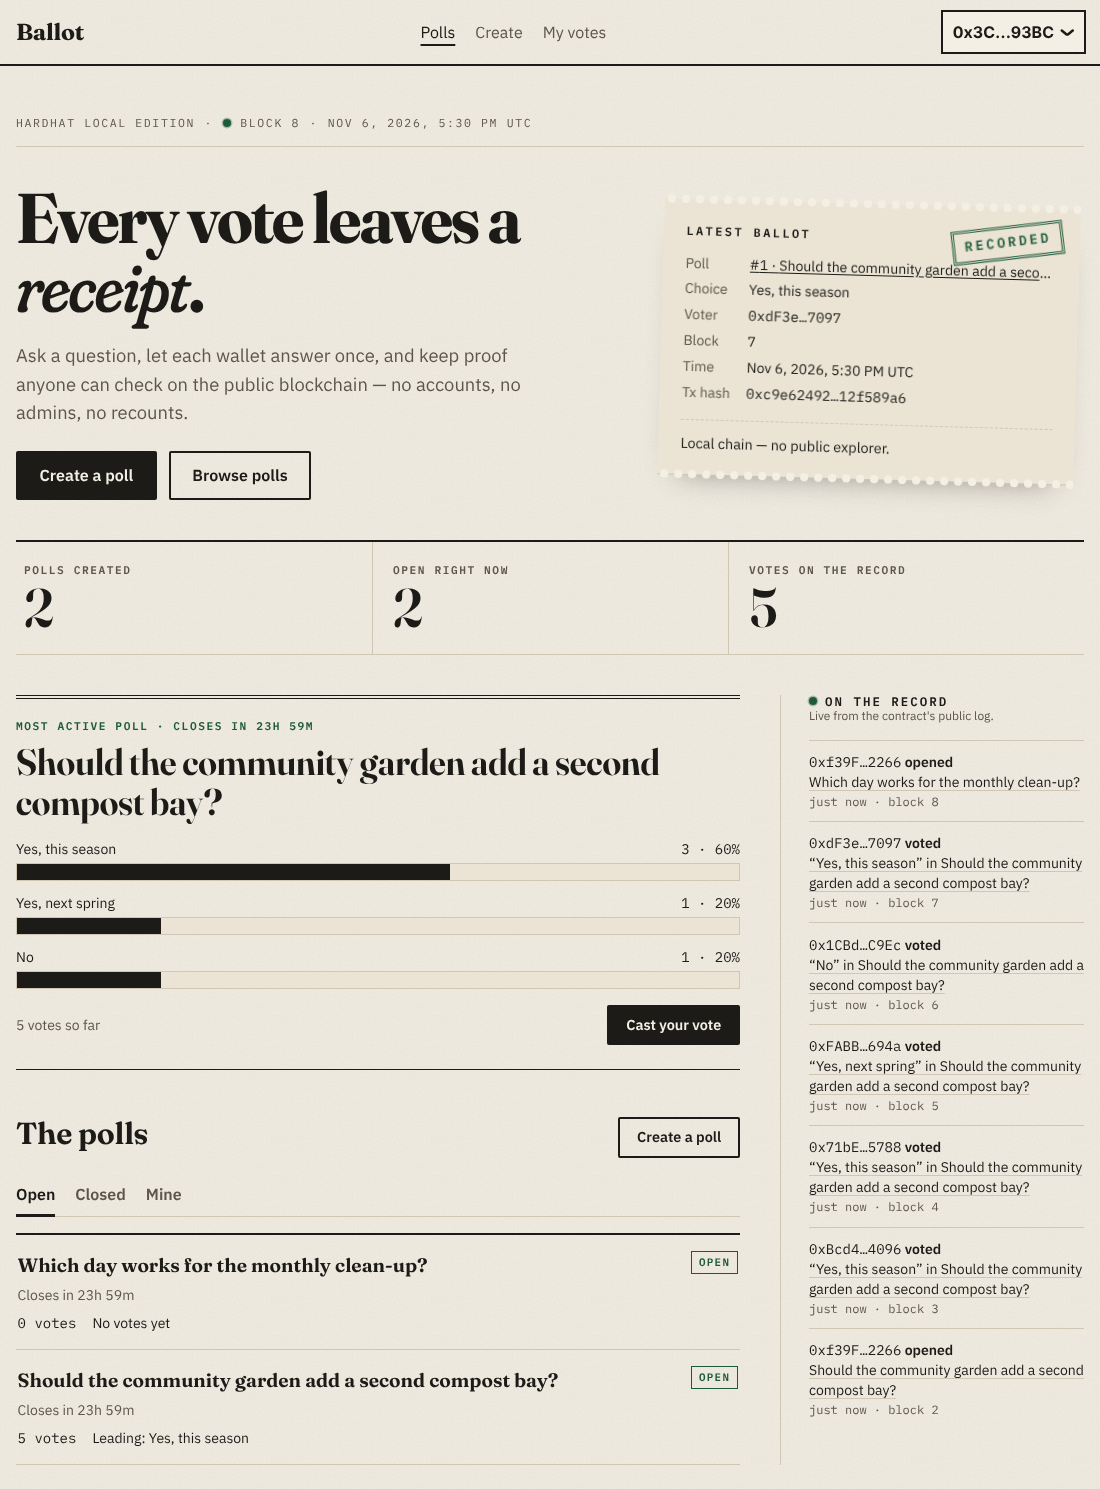 Ballot
Polls Create My votes
0x3C...93BC
HARDHAT LOCAL EDITION · BLOCK 8 · NOV 6, 2026, 5:30 PM UTC
Every vote leaves a
receipt.
Ask a question, let each wallet answer once, and keep proof
anyone can check on the public blockchain — no accounts, no
admins, no recounts.
Create a poll
Browse polls
LATEST BALLOT
RECORDED
Poll #1 · Should the community garden add a seco…
Choice Yes, this season
Voter 0xdF3e…7097
Block 7
Time Nov 6, 2026, 5:30 PM UTC
Tx hash 0xc9e62492…12f589a6
Local chain — no public explorer.
POLLS CREATED
2
OPEN RIGHT NOW
2
VOTES ON THE RECORD
5
MOST ACTIVE POLL · CLOSES IN 23H 59M
Should the community garden add a second
compost bay?
Yes, this season 3 · 60%
Yes, next spring 1 · 20%
No 1 · 20%
5 votes so far
Cast your vote
The polls
Create a poll
Open Closed Mine
Which day works for the monthly clean-up?
OPEN
Closes in 23h 59m
0 votes No votes yet
Should the community garden add a second compost bay?
OPEN
Closes in 23h 59m
5 votes Leading: Yes, this season
ON THE RECORD
Live from the contract's public log.
0xf39F…2266 opened
Which day works for the monthly clean-up?
just now · block 8
0xdF3e…7097 voted
“Yes, this season” in Should the community
garden add a second compost bay?
just now · block 7
0x1CBd…C9Ec voted
“No” in Should the community garden add a
second compost bay?
just now · block 6
0xFABB…694a voted
“Yes, next spring” in Should the community
garden add a second compost bay?
just now · block 5
0x71bE…5788 voted
“Yes, this season” in Should the community
garden add a second compost bay?
just now · block 4
0xBcd4…4096 voted
“Yes, this season” in Should the community
garden add a second compost bay?
just now · block 3
0xf39F…2266 opened
Should the community garden add a second
compost bay?
just now · block 2